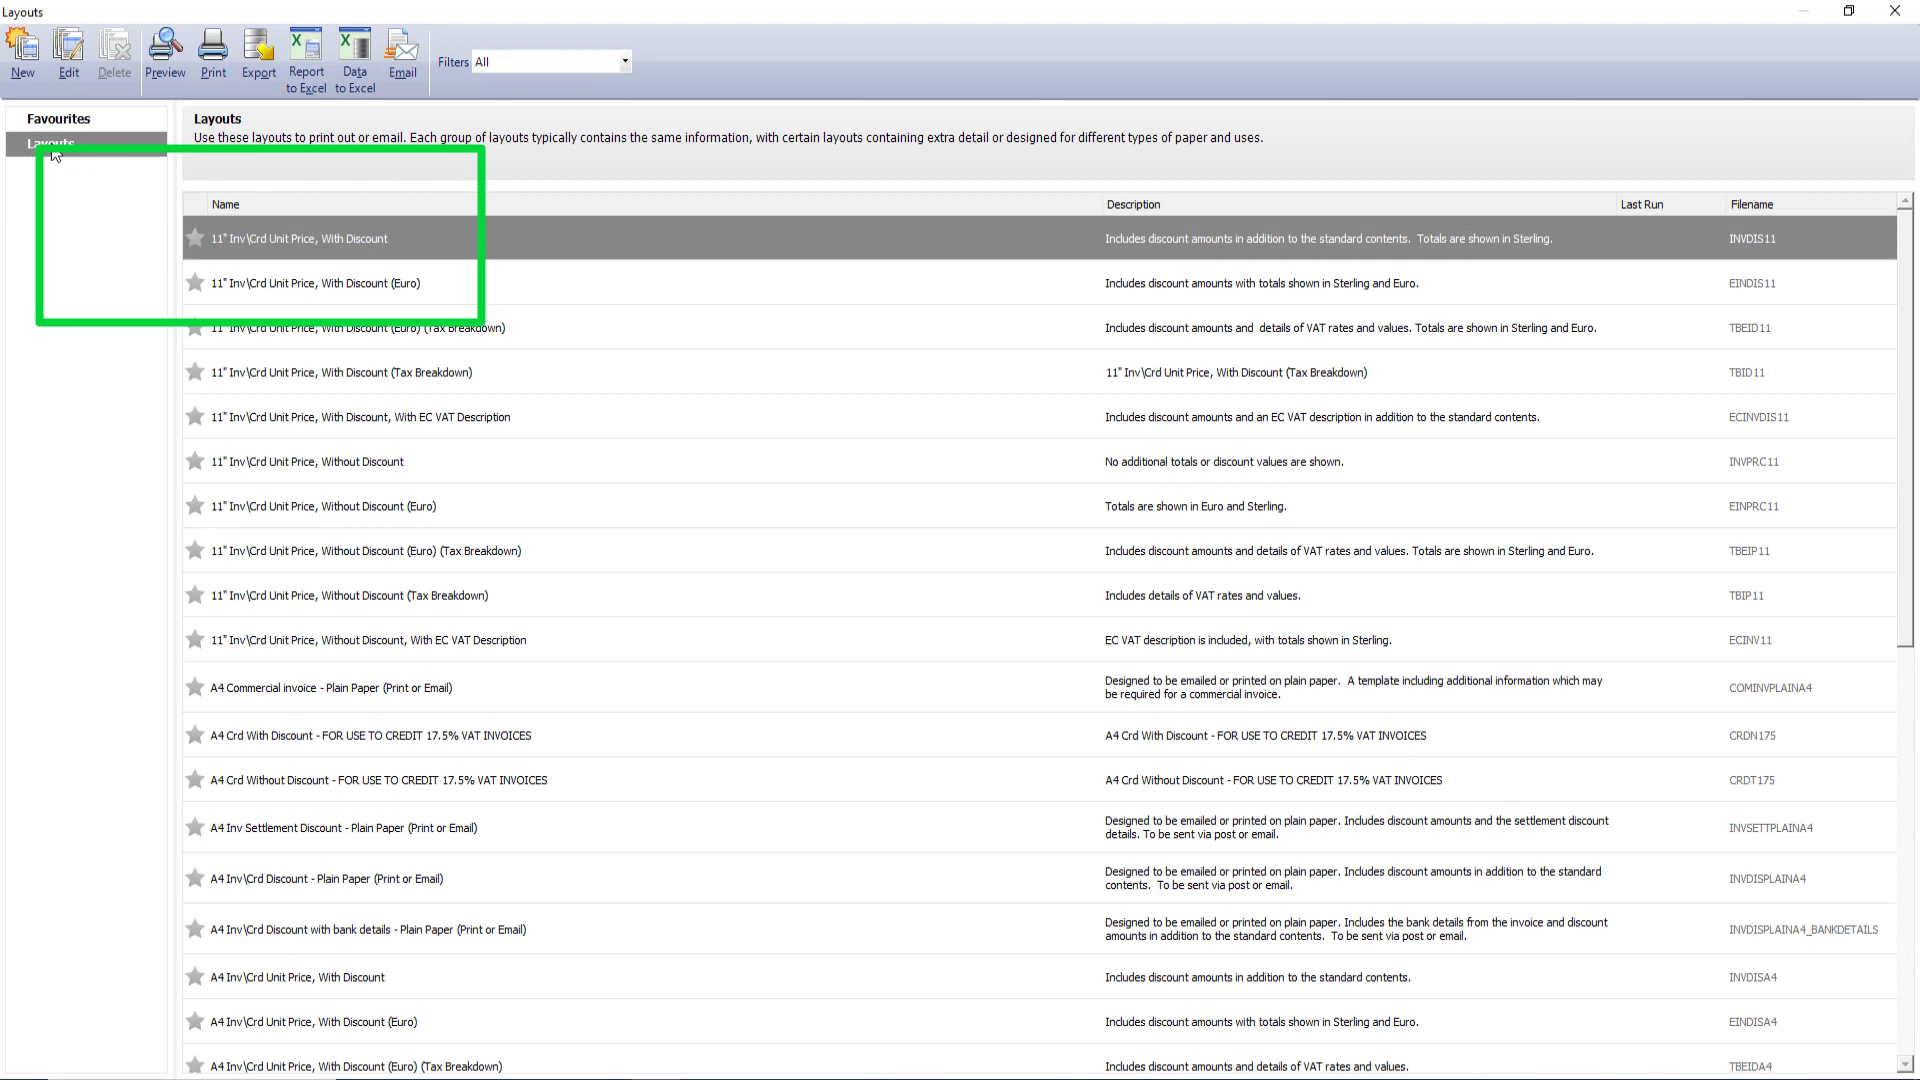 Layouts
New
Edit
Delete
Preview
Print
Export
Report
to Excel
Data
to Excel
Email
Filters All
Favourites
Layouts
Layouts
Use these layouts to print out or email. Each group of layouts typically contains the same information, with certain layouts containing extra detail or designed for different types of paper and uses.
Name Description Last Run Filename
11" Inv\Crd Unit Price, With Discount Includes discount amounts in addition to the standard contents. Totals are shown in Sterling. INVDIS11
11" Inv\Crd Unit Price, With Discount (Euro) Includes discount amounts with totals shown in Sterling and Euro. EINDIS11
11" Inv\Crd Unit Price, With Discount (Euro) (Tax Breakdown) Includes discount amounts and details of VAT rates and values. Totals are shown in Sterling and Euro. TBEID11
11" Inv\Crd Unit Price, With Discount (Tax Breakdown) 11" Inv\Crd Unit Price, With Discount (Tax Breakdown) TBID11
11" Inv\Crd Unit Price, With Discount, With EC VAT Description Includes discount amounts and an EC VAT description in addition to the standard contents. ECINVDIS11
11" Inv\Crd Unit Price, Without Discount No additional totals or discount values are shown. INVPRC11
11" Inv\Crd Unit Price, Without Discount (Euro) Totals are shown in Euro and Sterling. EINPRC11
11" Inv\Crd Unit Price, Without Discount (Euro) (Tax Breakdown) Includes discount amounts and details of VAT rates and values. Totals are shown in Sterling and Euro. TBEIP11
11" Inv\Crd Unit Price, Without Discount (Tax Breakdown) Includes details of VAT rates and values. TBIP11
11" Inv\Crd Unit Price, Without Discount, With EC VAT Description EC VAT description is included, with totals shown in Sterling. ECINV11
A4 Commercial invoice - Plain Paper (Print or Email) Designed to be emailed or printed on plain paper. A template including additional information which may
be required for a commercial invoice. COMINVPLAINA4
A4 Crd With Discount - FOR USE TO CREDIT 17.5% VAT INVOICES A4 Crd With Discount - FOR USE TO CREDIT 17.5% VAT INVOICES CRDN175
A4 Crd Without Discount - FOR USE TO CREDIT 17.5% VAT INVOICES A4 Crd Without Discount - FOR USE TO CREDIT 17.5% VAT INVOICES CRDT175
A4 Inv Settlement Discount - Plain Paper (Print or Email) Designed to be emailed or printed on plain paper. Includes discount amounts and the settlement discount
details. To be sent via post or email. INVSETTPLAINA4
A4 Inv\Crd Discount - Plain Paper (Print or Email) Designed to be emailed or printed on plain paper. Includes discount amounts in addition to the standard
contents. To be sent via post or email. INVDISPLAINA4
A4 Inv\Crd Discount with bank details - Plain Paper (Print or Email) Designed to be emailed or printed on plain paper. Includes the bank details from the invoice and discount
amounts in addition to the standard contents. To be sent via post or email. INVDISPLAINA4_BANKDETAILS
A4 Inv\Crd Unit Price, With Discount Includes discount amounts in addition to the standard contents. INVDISA4
A4 Inv\Crd Unit Price, With Discount (Euro) Includes discount amounts with totals shown in Sterling and Euro. EINDISA4
A4 Inv\Crd Unit Price, With Discount (Euro) (Tax Breakdown) Includes discount amounts and details of VAT rates and values. TBEIDA4